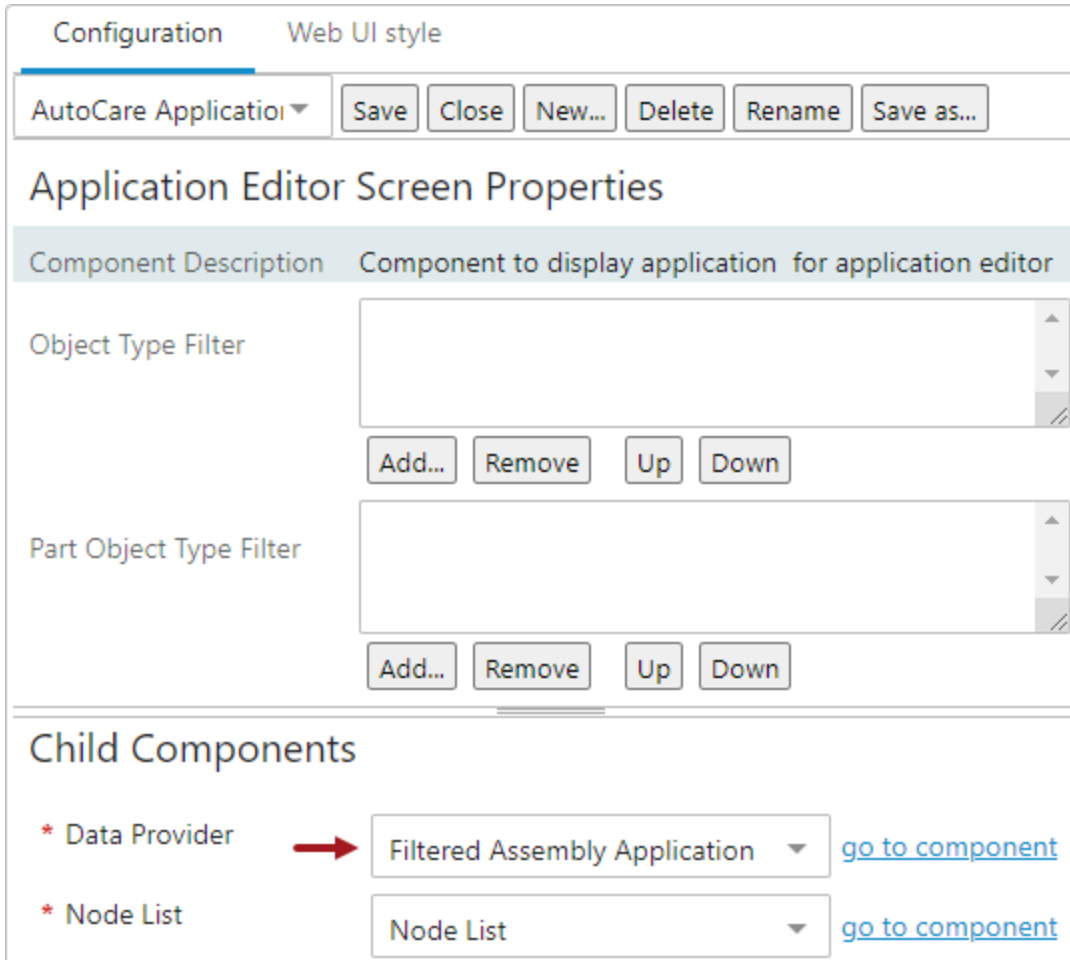 Configuration Web UI style
AutoCare Application Save Close New... Delete Rename Save as...
Application Editor Screen Properties
Component Description Component to display application for application editor
Object Type Filter
Add... Remove Up Down
Part Object Type Filter
Add... Remove Up Down
Child Components
* Data Provider Filtered Assembly Application go to component
* Node List Node List go to component